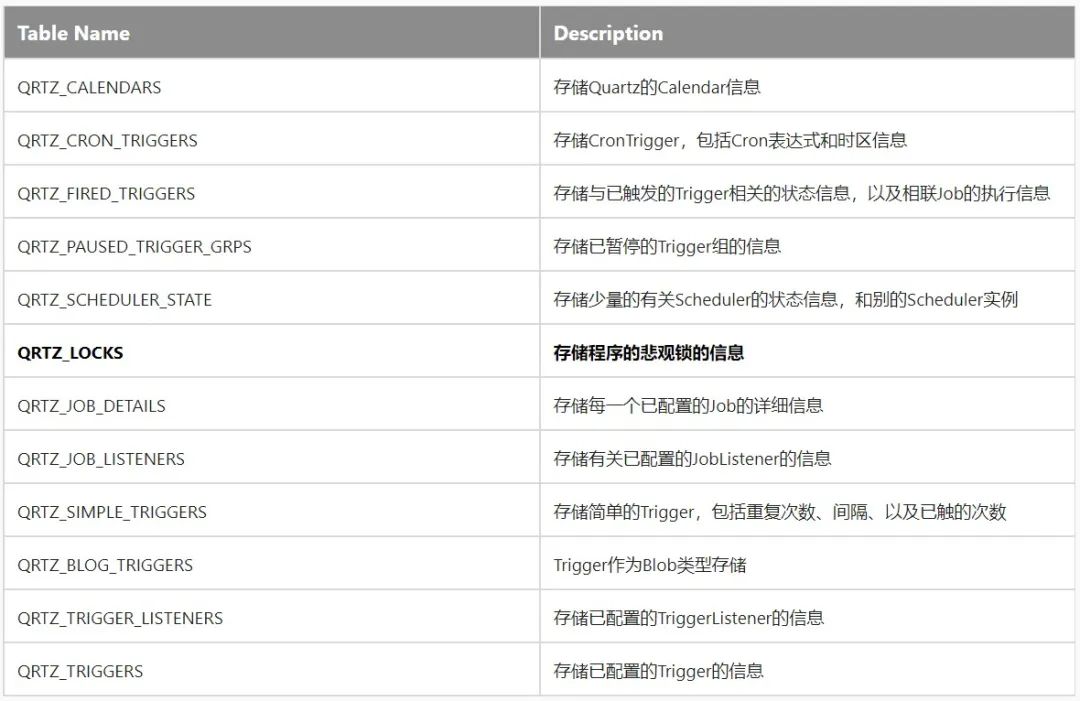 Table Name Description
QRTZ_CALENDARS 存储Quartz的Calendar信息
QRTZ_CRON_TRIGGERS 存储CronTrigger，包括Cron表达式和时区信息
QRTZ_FIRED_TRIGGERS 存储与已触发的Trigger相关的状态信息，以及相联Job的执行信息
QRTZ_PAUSED_TRIGGER_GRPS 存储已暂停的Trigger组的信息
QRTZ_SCHEDULER_STATE 存储少量的有关Scheduler的状态信息，和别的Scheduler实例
QRTZ_LOCKS 存储程序的悲观锁的信息
QRTZ_JOB_DETAILS 存储每一个已配置的Job的详细信息
QRTZ_JOB_LISTENERS 存储有关已配置的JobListener的信息
QRTZ_SIMPLE_TRIGGERS 存储简单的Trigger，包括重复次数、间隔、以及已触的次数
QRTZ_BLOG_TRIGGERS Trigger作为Blob类型存储
QRTZ_TRIGGER_LISTENERS 存储已配置的TriggerListener的信息
QRTZ_TRIGGERS 存储已配置的Trigger的信息